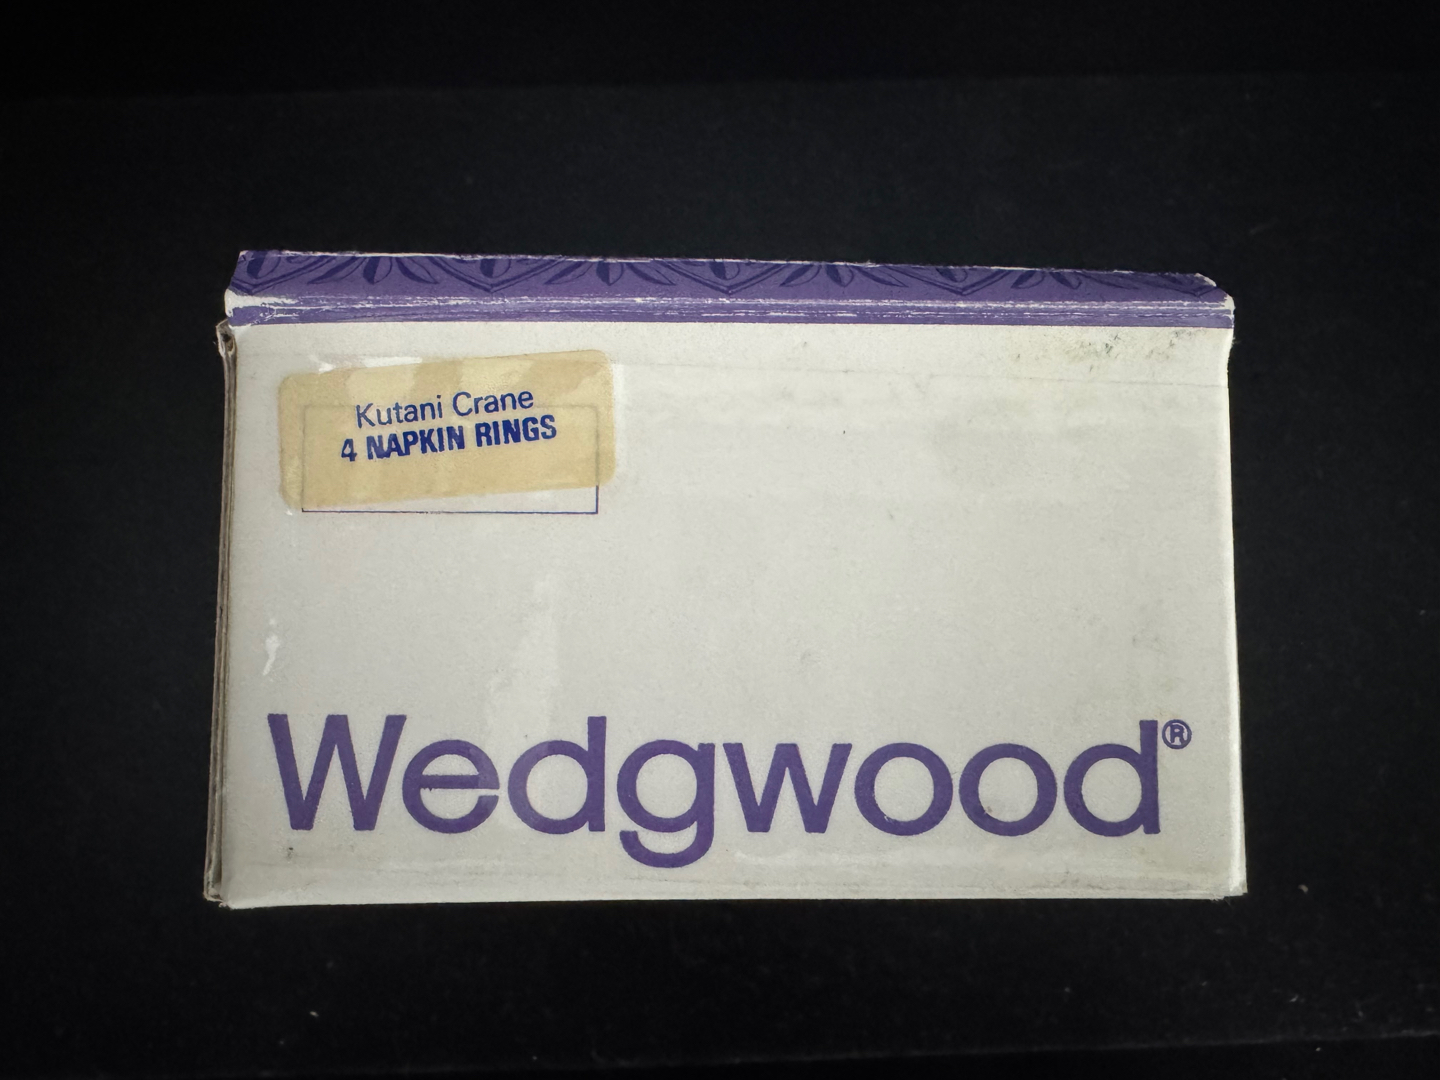 Kutani Crane
4 NAPKIN RINGS
Wedgwood®